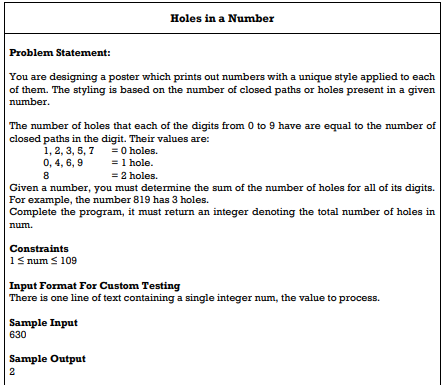 Holes in a Number
Problem Statement:
You are designing a poster which prints out numbers with a unique style applied to each
of them. The styling is based on the number of closed paths or holes present in a given
number.
The number of holes that each of the digits from 0 to 9 have are equal to the number of
closed paths in the digit. Their values are:
1, 2, 3, 5, 7 = 0 holes.
0, 4, 6, 9 = 1 hole.
8 = 2 holes.
Given a number, you must determine the sum of the number of holes for all of its digits.
For example, the number 819 has 3 holes.
Complete the program, it must return an integer denoting the total number of holes in
num.
Constraints
1 ≤ num ≤ 109
Input Format For Custom Testing
There is one line of text containing a single integer num, the value to process.
Sample Input
630
Sample Output
2